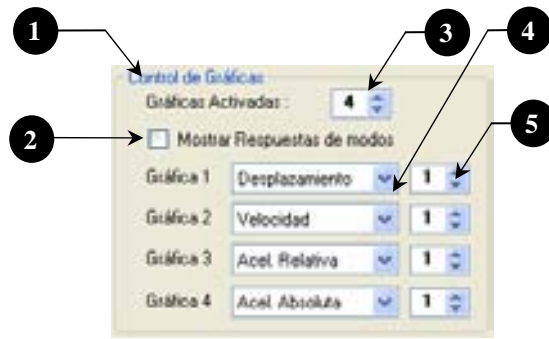 1
3
4
Control de Gráficas
Gráficas Activadas : 4
2
Mostrar Respuestas de modos
5
Gráfica 1 Desplazamiento 1
Gráfica 2 Velocidad 1
Gráfica 3 Acel. Relativa 1
Gráfica 4 Acel. Absoluta 1